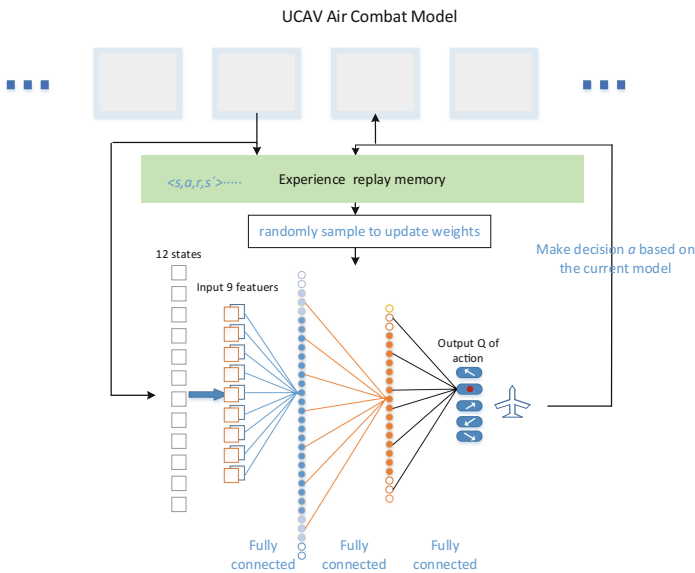 UCAV Air Combat Model
<s,a,r,s´>·····
Experience replay memory
randomly sample to update weights
Make decision a based on
the current model
12 states
Input 9 featuers
Output Q of
action
Fully
connected
Fully
connected
Fully
connected